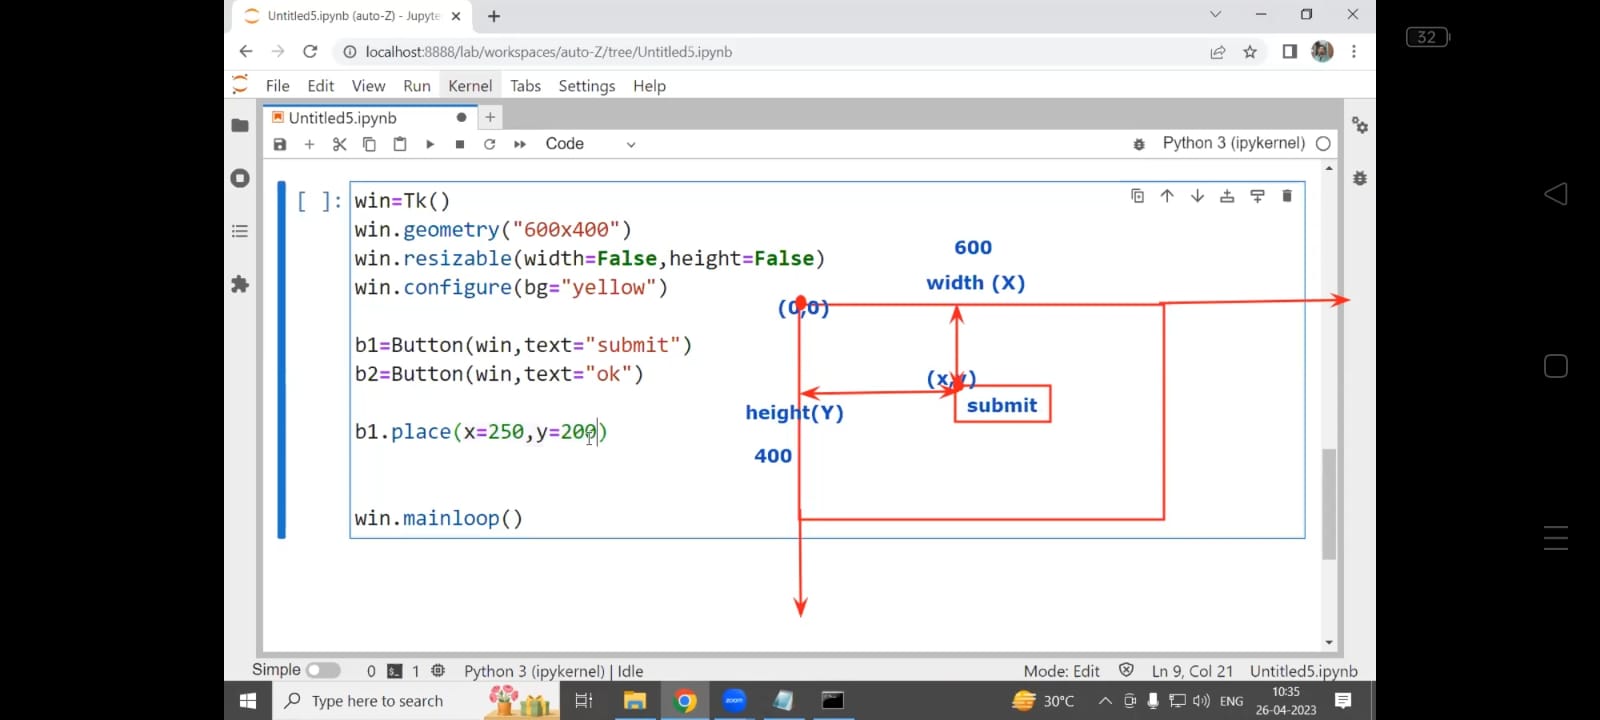 Untitled5.ipynb (auto-Z) - Jupyte
32
localhost:8888/lab/workspaces/auto-Z/tree/Untitled5.ipynb
File Edit View Run Kernel Tabs Settings Help
Untitled5.ipynb
Code
Python 3 (ipykernel)
[ ]:
win=Tk()
win.geometry("600x400")
win.resizable(width=False,height=False)
win.configure(bg="yellow")
b1=Button(win,text="submit")
b2=Button(win,text="ok")
b1.place(x=250,y=200)
win.mainloop()
600
width (X)
(0,0)
(x,y)
submit
height(Y)
400
Simple 0 1 Python 3 (ipykernel) | Idle Mode: Edit Ln 9, Col 21 Untitled5.ipynb
Type here to search zoom 30°C ENG 10:35
26-04-2023